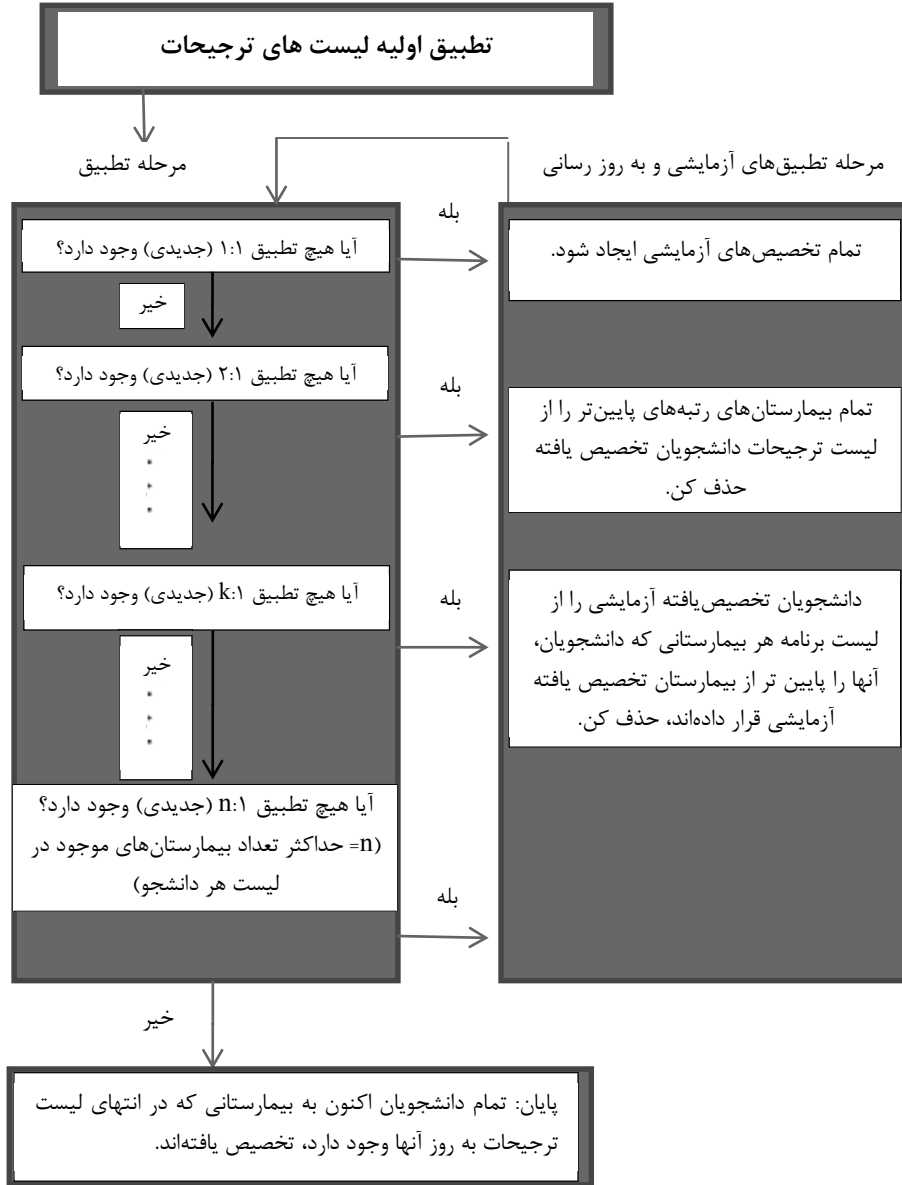 تطبیق اولیه لیست های ترجیحات
مرحله تطبیق
مرحله تطبیق‌های آزمایشی و به روز رسانی
آیا هیچ تطبیق ۱:۱ (جدیدی) وجود دارد؟
بله
تمام تخصیص‌های آزمایشی ایجاد شود.
خیر
آیا هیچ تطبیق ۲:۱ (جدیدی) وجود دارد؟
بله
تمام بیمارستان‌های رتبه‌های پایین‌تر را از
لیست ترجیحات دانشجویان تخصیص یافته
حذف کن.
خیر
آیا هیچ تطبیق k:۱ (جدیدی) وجود دارد؟
بله
دانشجویان تخصیص‌یافته آزمایشی را از
لیست برنامه هر بیمارستانی که دانشجویان،
آنها را پایین تر از بیمارستان تخصیص یافته
آزمایشی قرار داده‌اند، حذف کن.
خیر
آیا هیچ تطبیق n:۱ (جدیدی) وجود دارد؟
(n= حداکثر تعداد بیمارستان‌های موجود در
لیست هر دانشجو)
بله
خیر
پایان: تمام دانشجویان اکنون به بیمارستانی که در انتهای لیست
ترجیحات به روز آنها وجود دارد، تخصیص یافته‌اند.